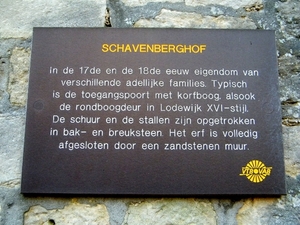 SCHAVENBERGHOF
In de 17de en de 18de eeuw eigendom van
verschillende adellijke families. Typisch
is de toegangspoort met korfboog, alsook
de rondboogdeur in Lodewijk XVI-stijl.
De schuur en de stallen zijn opgetrokken
in bak- en breuksteen. Het erf is volledig
afgesloten door een zandstenen muur.
VTBOVAB